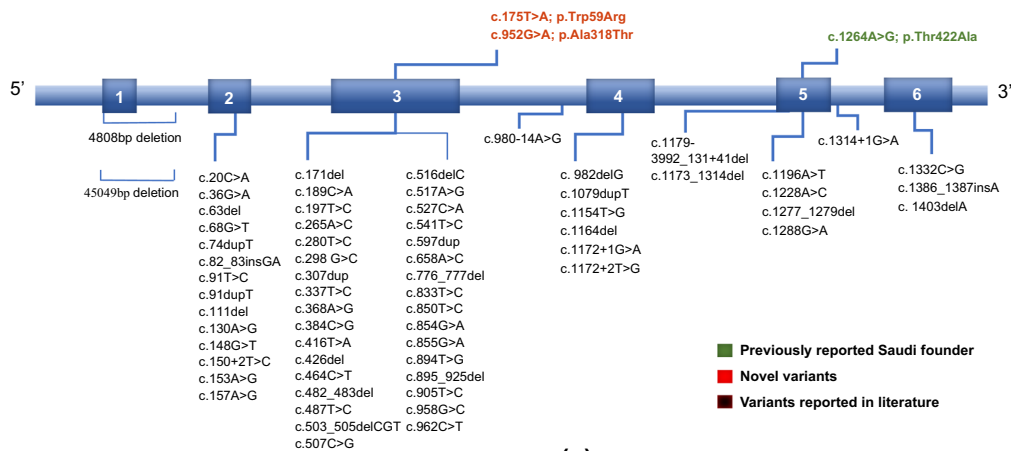 c.175T>A; p.Trp59Arg
c.952G>A; p.Ala318Thr
c.1264A>G; p.Thr422Ala
5’
1
2
3
4
5
6
3’
4808bp deletion
45049bp deletion
c.20C>A
c.36G>A
c.63del
c.68G>T
c.74dupT
c.82_83insGA
c.91T>C
c.91dupT
c.111del
c.130A>G
c.148G>T
c.150+2T>C
c.153A>G
c.157A>G
c.171del
c.189C>A
c.197T>C
c.265A>C
c.280T>C
c.298 G>C
c.307dup
c.337T>C
c.368A>G
c.384C>G
c.416T>A
c.426del
c.464C>T
c.482_483del
c.487T>C
c.503_505delCGT
c.507C>G
c.516delC
c.517A>G
c.527C>A
c.541T>C
c.597dup
c.658A>C
c.776_777del
c.833T>C
c.850T>C
c.854G>A
c.855G>A
c.894T>G
c.895_925del
c.905T>C
c.958G>C
c.962C>T
c.980-14A>G
c. 982delG
c.1079dupT
c.1154T>G
c.1164del
c.1172+1G>A
c.1172+2T>G
c.1179-
3992_131+41del
c.1173_1314del
c.1196A>T
c.1228A>C
c.1277_1279del
c.1288G>A
c.1314+1G>A
c.1332C>G
c.1386_1387insA
c. 1403delA
Previously reported Saudi founder
Novel variants
Variants reported in literature